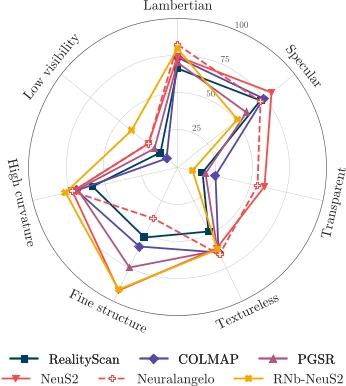 Lambertian
100
Specular
75
Low visibility
50
25
High curvature
Transparent
Fine structure
Textureless
RealityScan COLMAP PGSR
NeuS2 Neuralangelo RNb-NeuS2